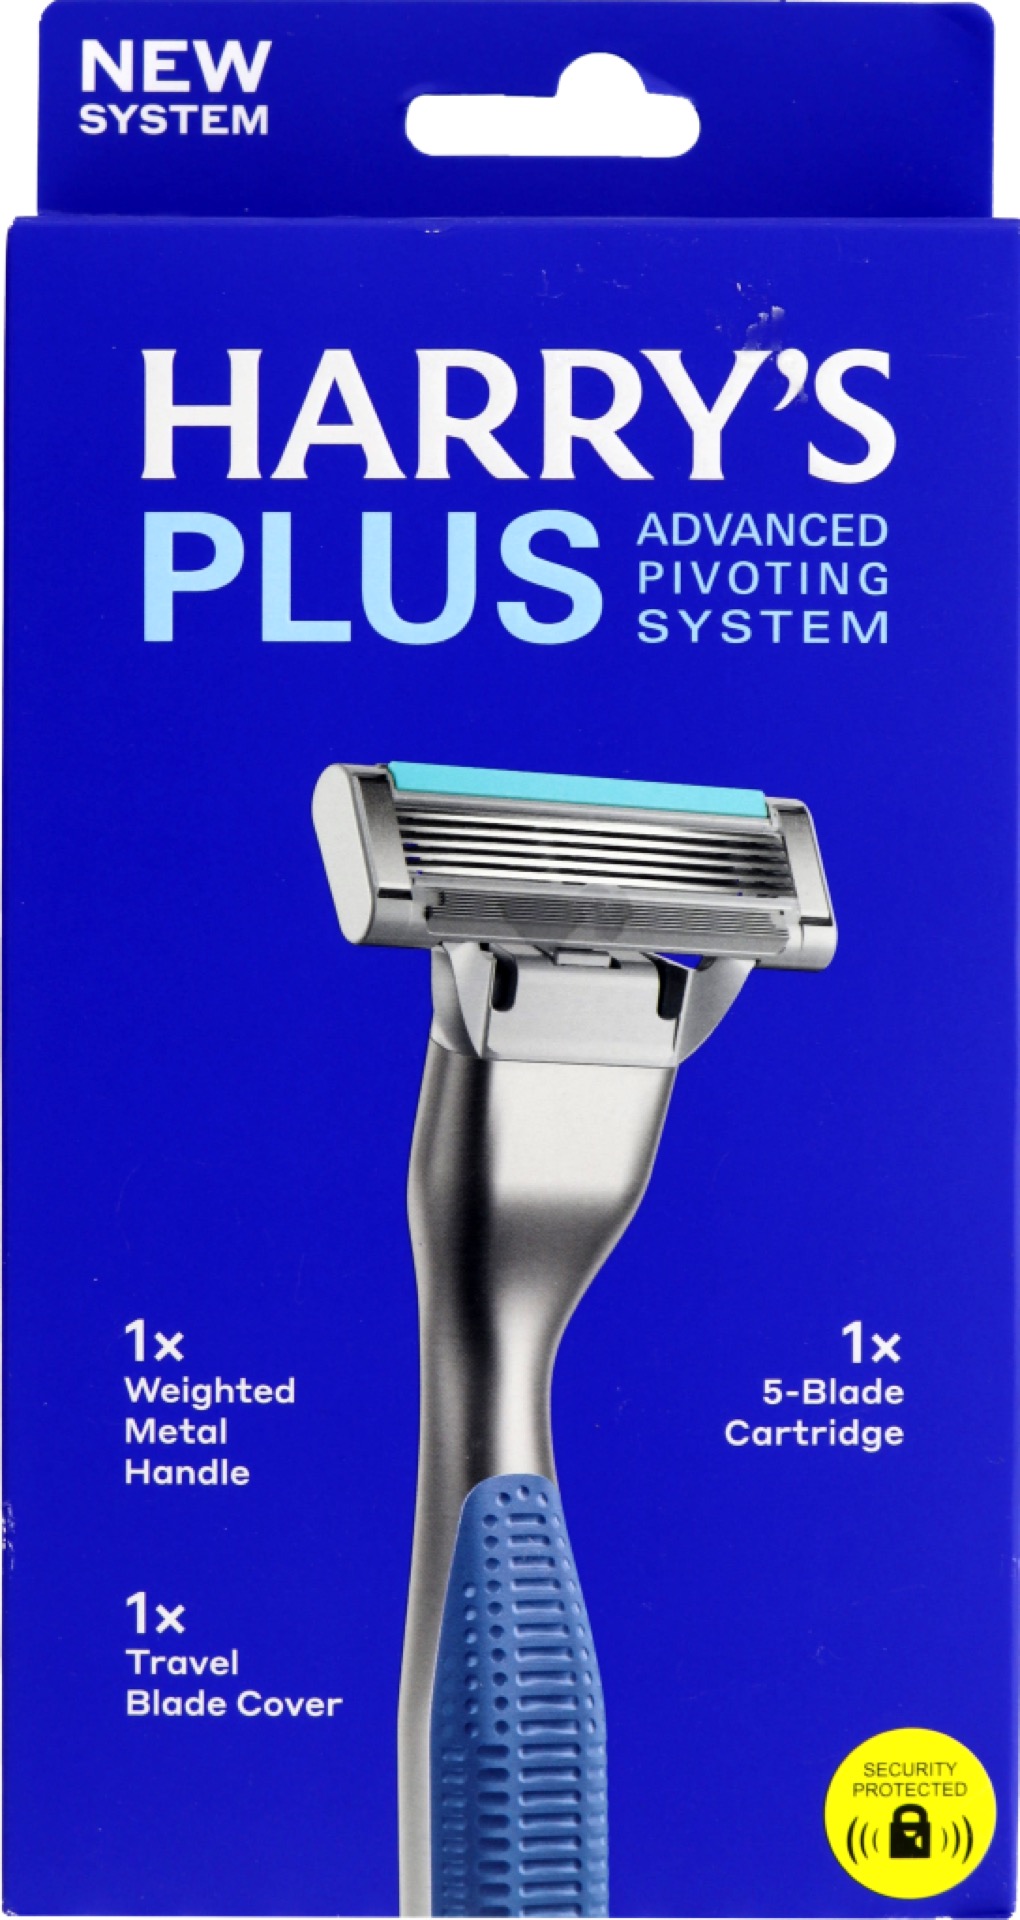 NEW
SYSTEM
HARRY'S
PLUS
ADVANCED
PIVOTING
SYSTEM
1x
Weighted
Metal
Handle
1x
5-Blade
Cartridge
1x
Travel
Blade Cover
SECURITY
PROTECTED